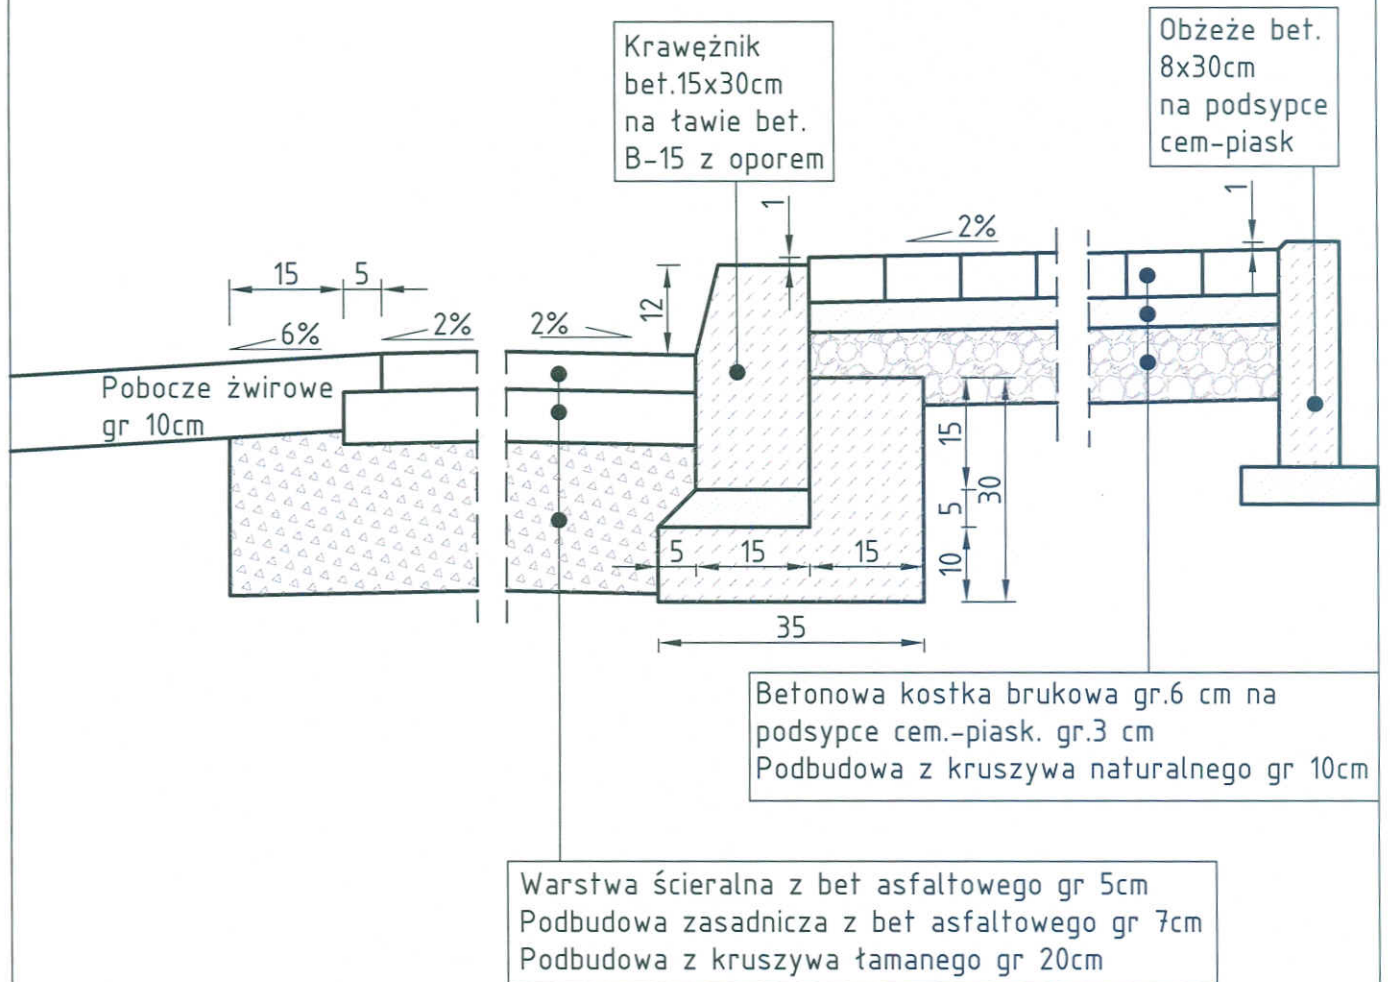 Krawężnik
bet.15x30cm
na ławie bet.
B-15 z oporem
Obżeże bet.
8x30cm
na podsypce
cem-piask
1
1
2%
15
5
12
6%
2%
2%
Pobocze żwirowe
gr 10cm
15
30
5
10
5
15
15
35
Betonowa kostka brukowa gr.6 cm na
podsypce cem.-piask. gr.3 cm
Podbudowa z kruszywa naturalnego gr 10cm
Warstwa ścieralna z bet asfaltowego gr 5cm
Podbudowa zasadnicza z bet asfaltowego gr 7cm
Podbudowa z kruszywa łamanego gr 20cm